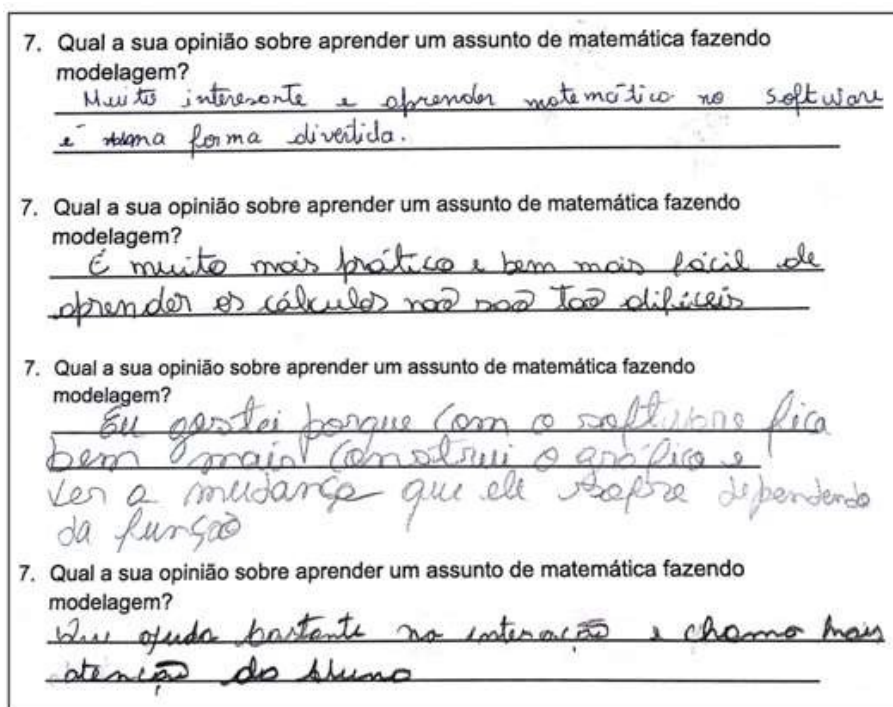 7. Qual a sua opinião sobre aprender um assunto de matemática fazendo
modelagem?
Muito interesante e aprender matemática no software
é uma forma divertida.
7. Qual a sua opinião sobre aprender um assunto de matemática fazendo
modelagem?
É muito mais prático e bem mais fácil de
aprender os cálculos não são tão difíceis
7. Qual a sua opinião sobre aprender um assunto de matemática fazendo
modelagem?
Eu gostei porque com o software fica
bem mais construi o gráfico e
ver a mudança que ele sofre dependendo
da função
7. Qual a sua opinião sobre aprender um assunto de matemática fazendo
modelagem?
ajuda bastante na interação e chama mais
atenção do aluno